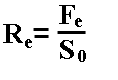 Rₑ = Fₑ / S₀